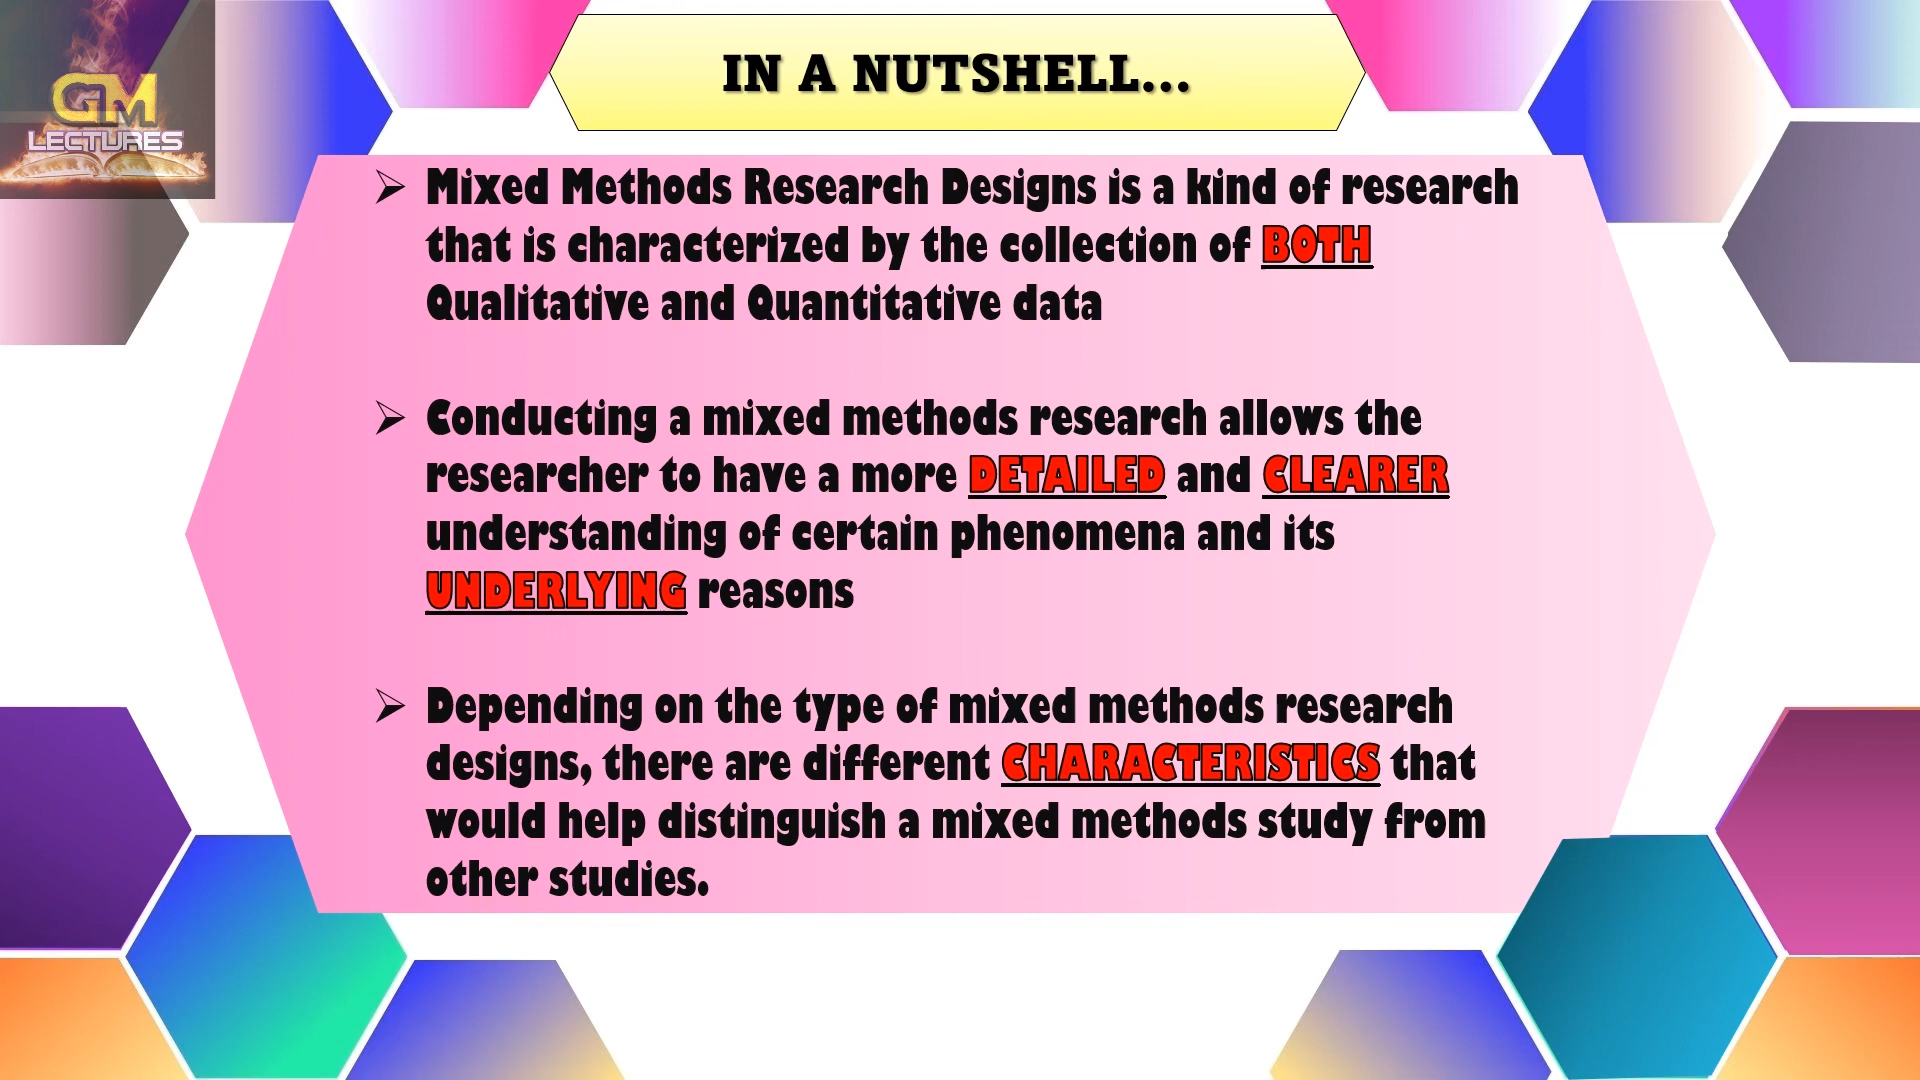 GM
LECTURES
IN A NUTSHELL...
Mixed Methods Research Designs is a kind of research
that is characterized by the collection of BOTH
Qualitative and Quantitative data
Conducting a mixed methods research allows the
researcher to have a more DETAILED and CLEARER
understanding of certain phenomena and its
UNDERLYING reasons
Depending on the type of mixed methods research
designs, there are different CHARACTERISTICS that
would help distinguish a mixed methods study from
other studies.